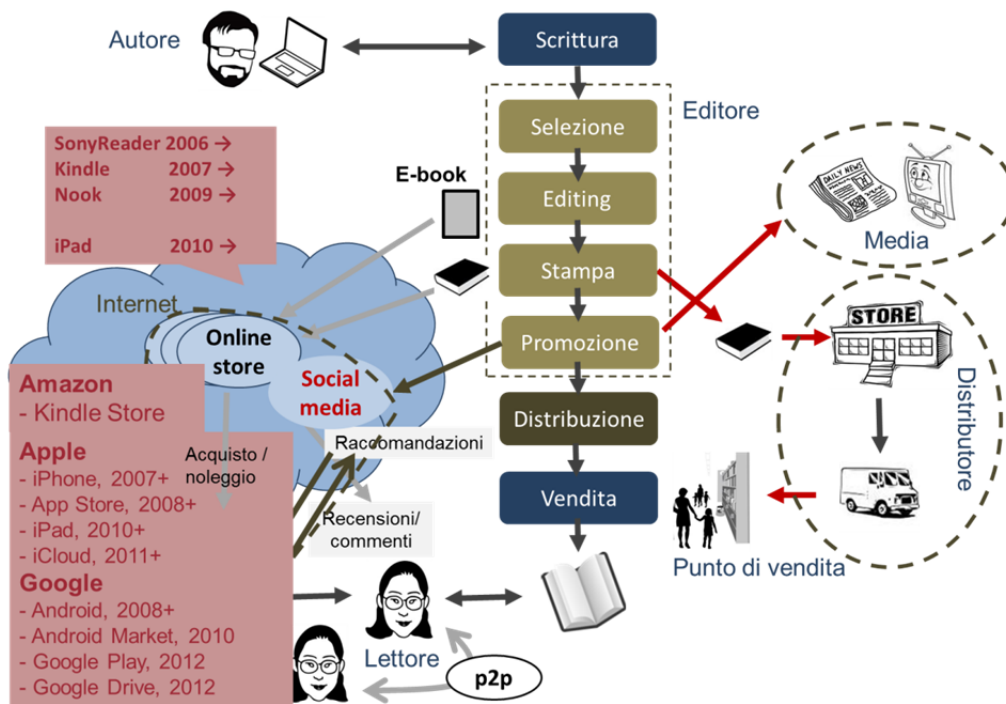 Autore
Scrittura
Editore
Selezione
Editing
Stampa
Promozione
Distribuzione
Vendita
SonyReader 2006 →
Kindle 2007 →
Nook 2009 →
iPad 2010 →
E-book
Internet
Online
store
Social
media
DAILY NEWS
Media
STORE
Distributore
Punto di vendita
Amazon
- Kindle Store
Apple
- iPhone, 2007+
- App Store, 2008+
- iPad, 2010+
- iCloud, 2011+
Google
- Android, 2008+
- Android Market, 2010
- Google Play, 2012
- Google Drive, 2012
Acquisto /
noleggio
Raccomandazioni
Recensioni/
commenti
Lettore
p2p